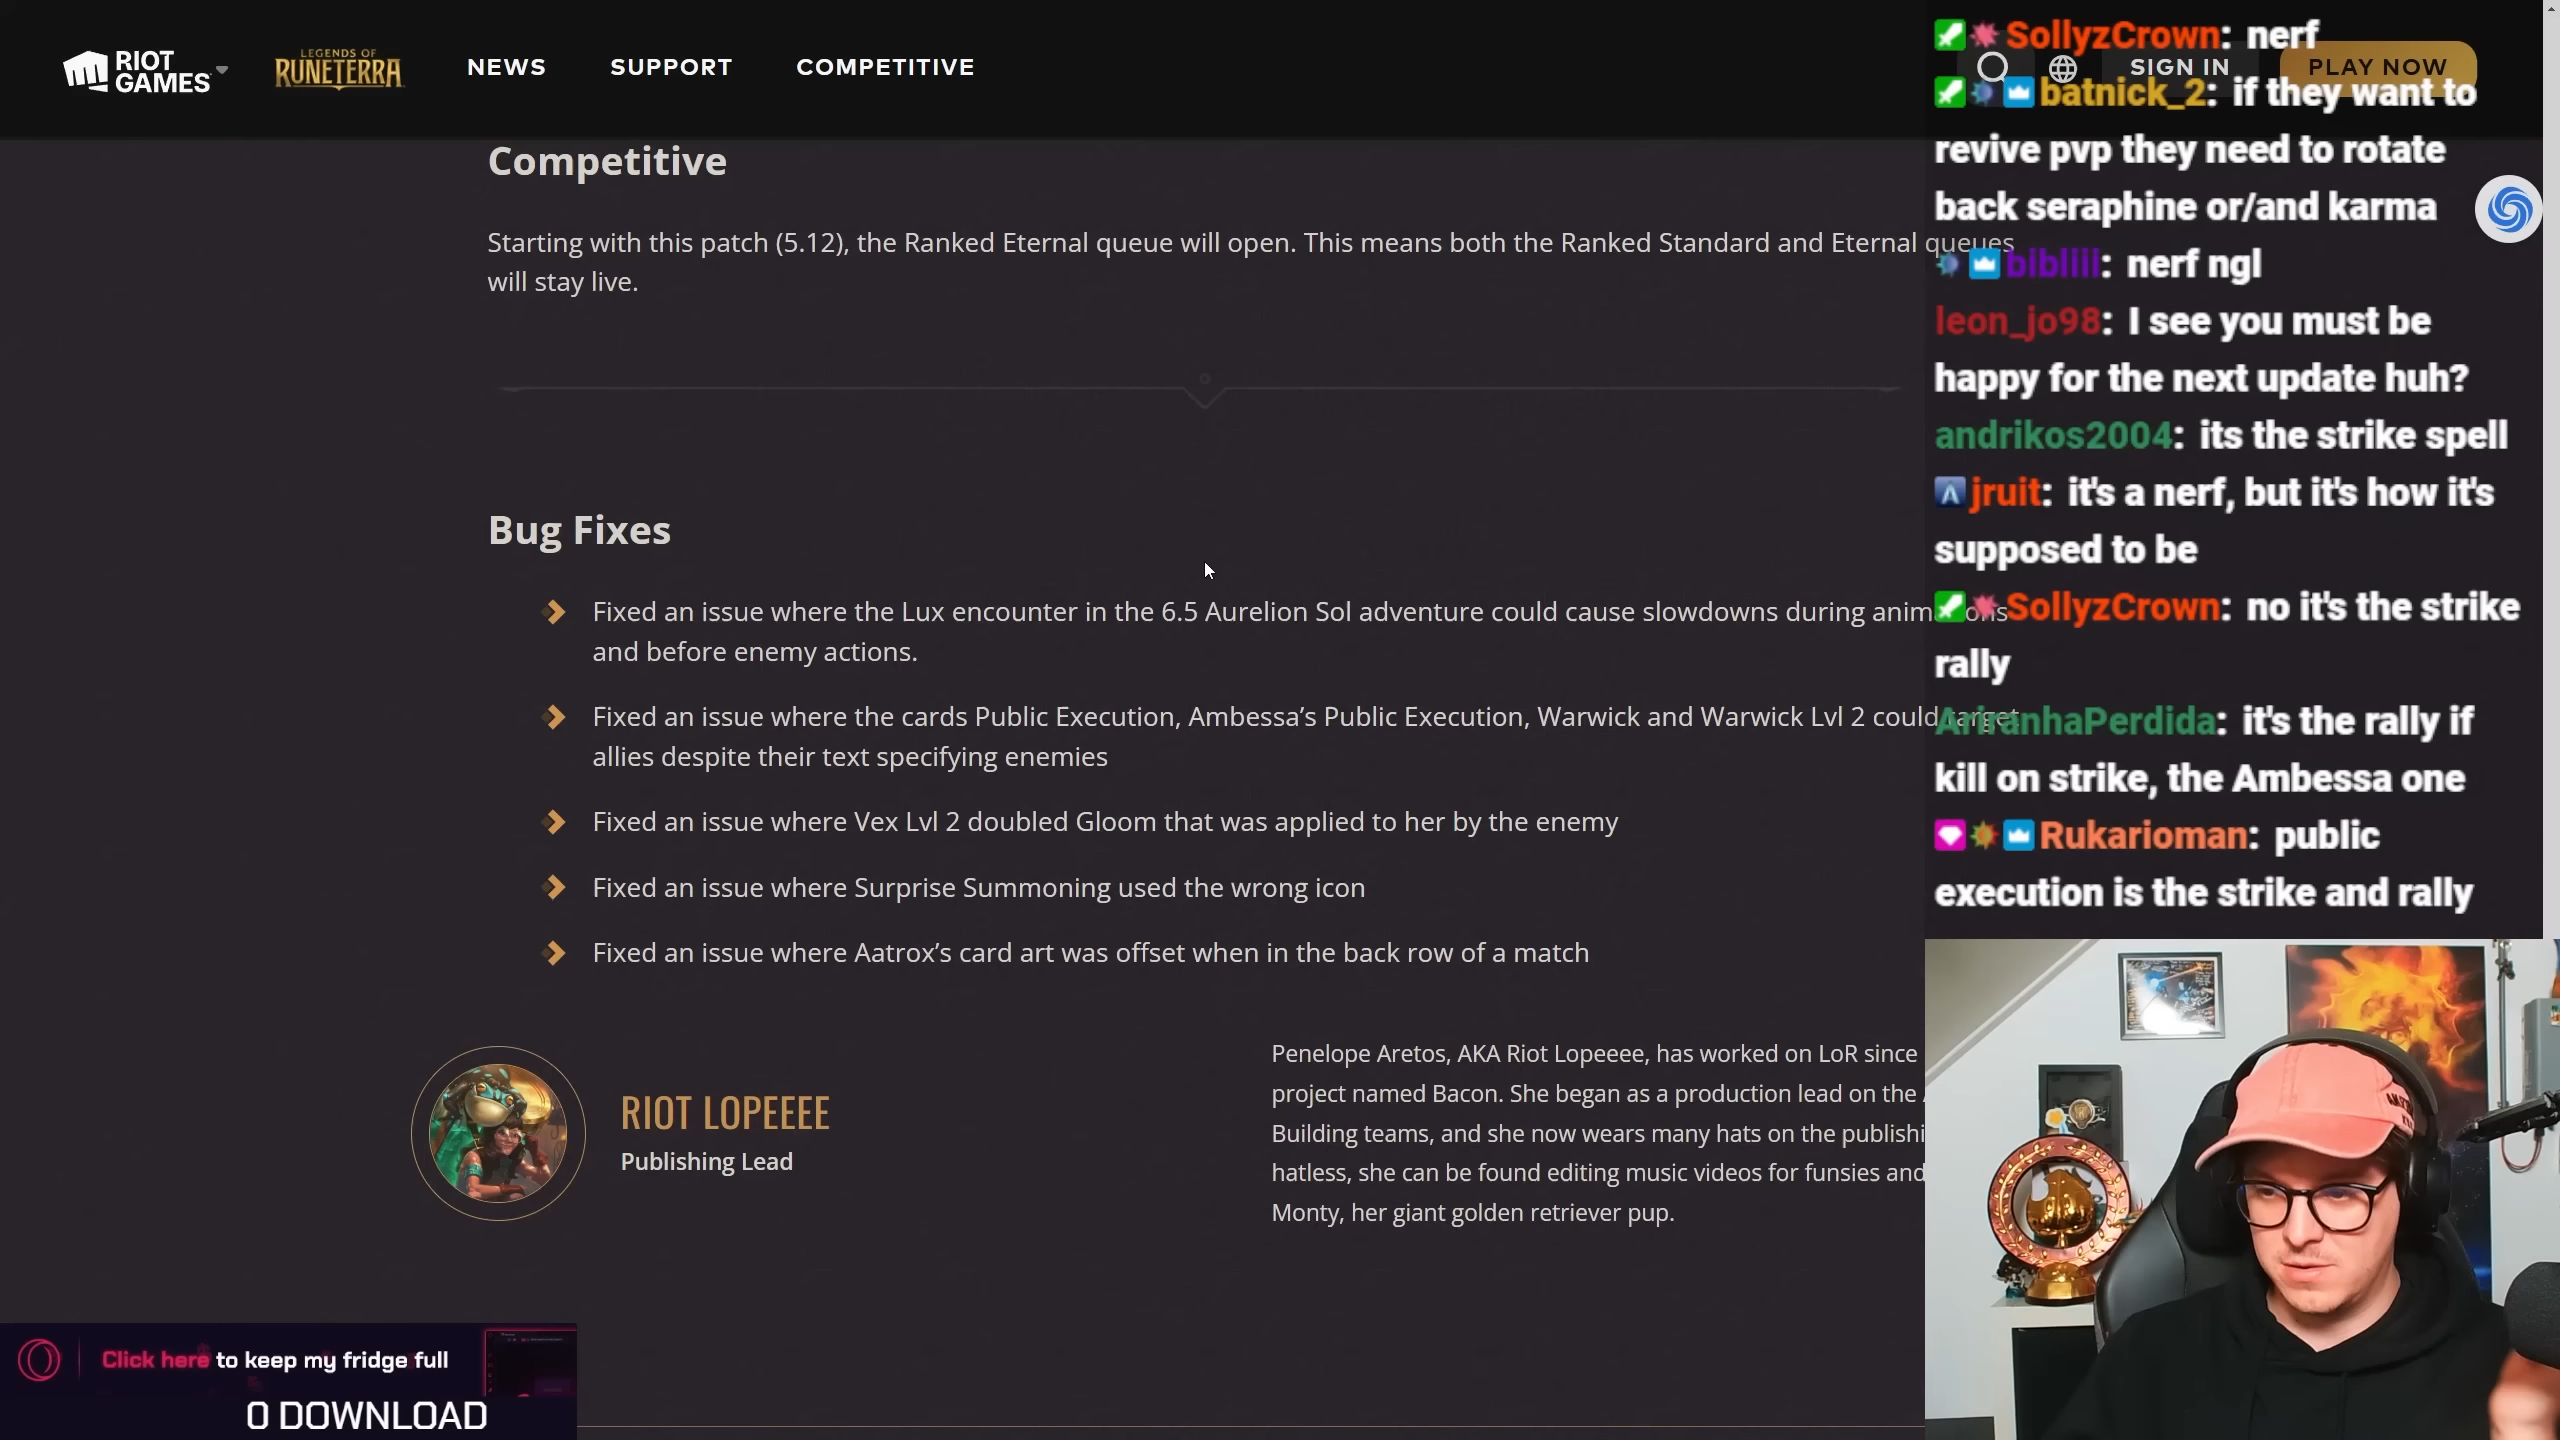 RIOT
GAMES
LEGENDS OF
RUNETERRA
NEWS
SUPPORT
COMPETITIVE
SIGN IN
PLAY NOW
Competitive
Starting with this patch (5.12), the Ranked Eternal queue will open. This means both the Ranked Standard and Eternal queues
will stay live.
Bug Fixes
Fixed an issue where the Lux encounter in the 6.5 Aurelion Sol adventure could cause slowdowns during animations
and before enemy actions.
Fixed an issue where the cards Public Execution, Ambessa’s Public Execution, Warwick and Warwick Lvl 2 could target
allies despite their text specifying enemies
Fixed an issue where Vex Lvl 2 doubled Gloom that was applied to her by the enemy
Fixed an issue where Surprise Summoning used the wrong icon
Fixed an issue where Aatrox’s card art was offset when in the back row of a match
RIOT LOPEEEE
Publishing Lead
Penelope Aretos, AKA Riot Lopeeee, has worked on LoR since
project named Bacon. She began as a production lead on the
Building teams, and she now wears many hats on the publishi
hatless, she can be found editing music videos for funsies and
Monty, her giant golden retriever pup.
Click here to keep my fridge full
0 DOWNLOAD
SollyzCrown: nerf
batnick_2: if they want to
revive pvp they need to rotate
back seraphine or/and karma
biblIII: nerf ngl
leon_jo98: I see you must be
happy for the next update huh?
andrikos2004: its the strike spell
jruit: it's a nerf, but it's how it's
supposed to be
SollyzCrown: no it's the strike
rally
AriranhaPerdida: it's the rally if
kill on strike, the Ambessa one
Rukarioman: public
execution is the strike and rally